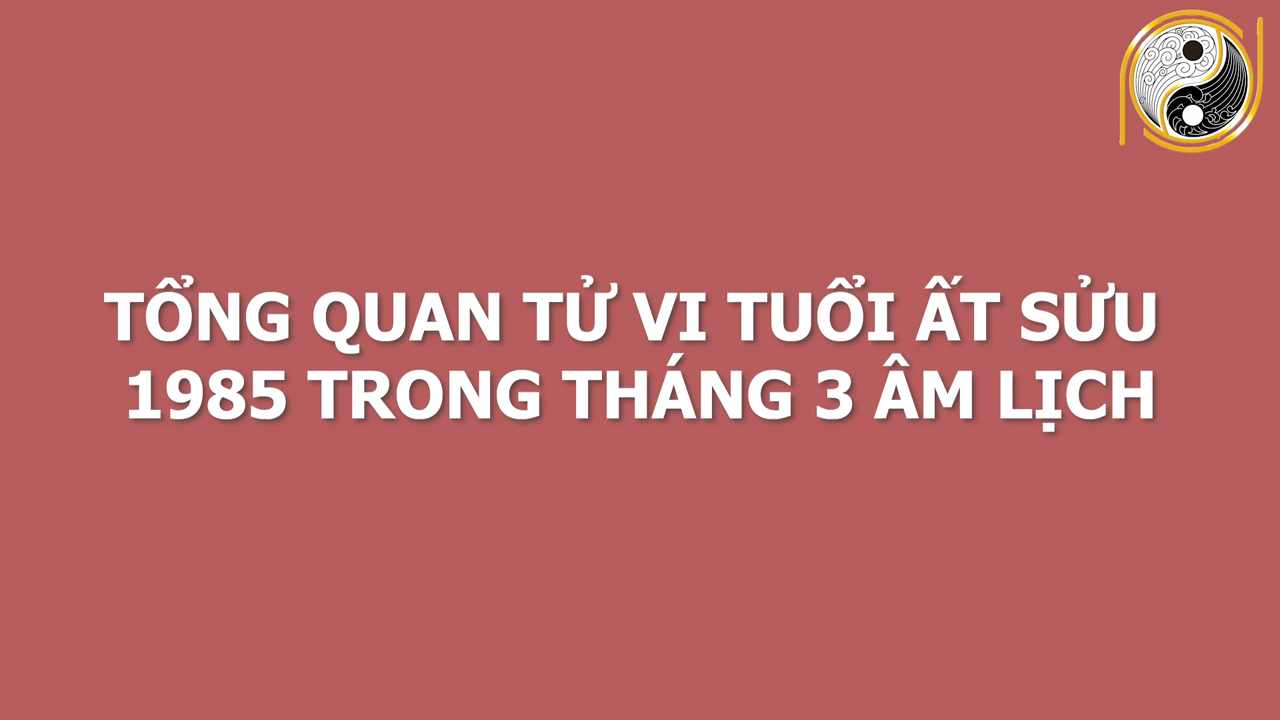 TỔNG QUAN TỬ VI TUỔI ẤT SỬU
1985 TRONG THÁNG 3 ÂM LỊCH